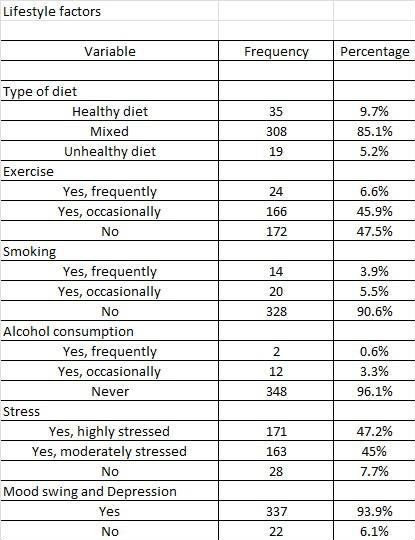 Lifestyle factors
Variable Frequency Percentage
Type of diet
Healthy diet 35 9.7%
Mixed 308 85.1%
Unhealthy diet 19 5.2%
Exercise
Yes, frequently 24 6.6%
Yes, occasionally 166 45.9%
No 172 47.5%
Smoking
Yes, frequently 14 3.9%
Yes, occasionally 20 5.5%
No 328 90.6%
Alcohol consumption
Yes, frequently 2 0.6%
Yes, occasionally 12 3.3%
Never 348 96.1%
Stress
Yes, highly stressed 171 47.2%
Yes, moderately stressed 163 45%
No 28 7.7%
Mood swing and Depression
Yes 337 93.9%
No 22 6.1%